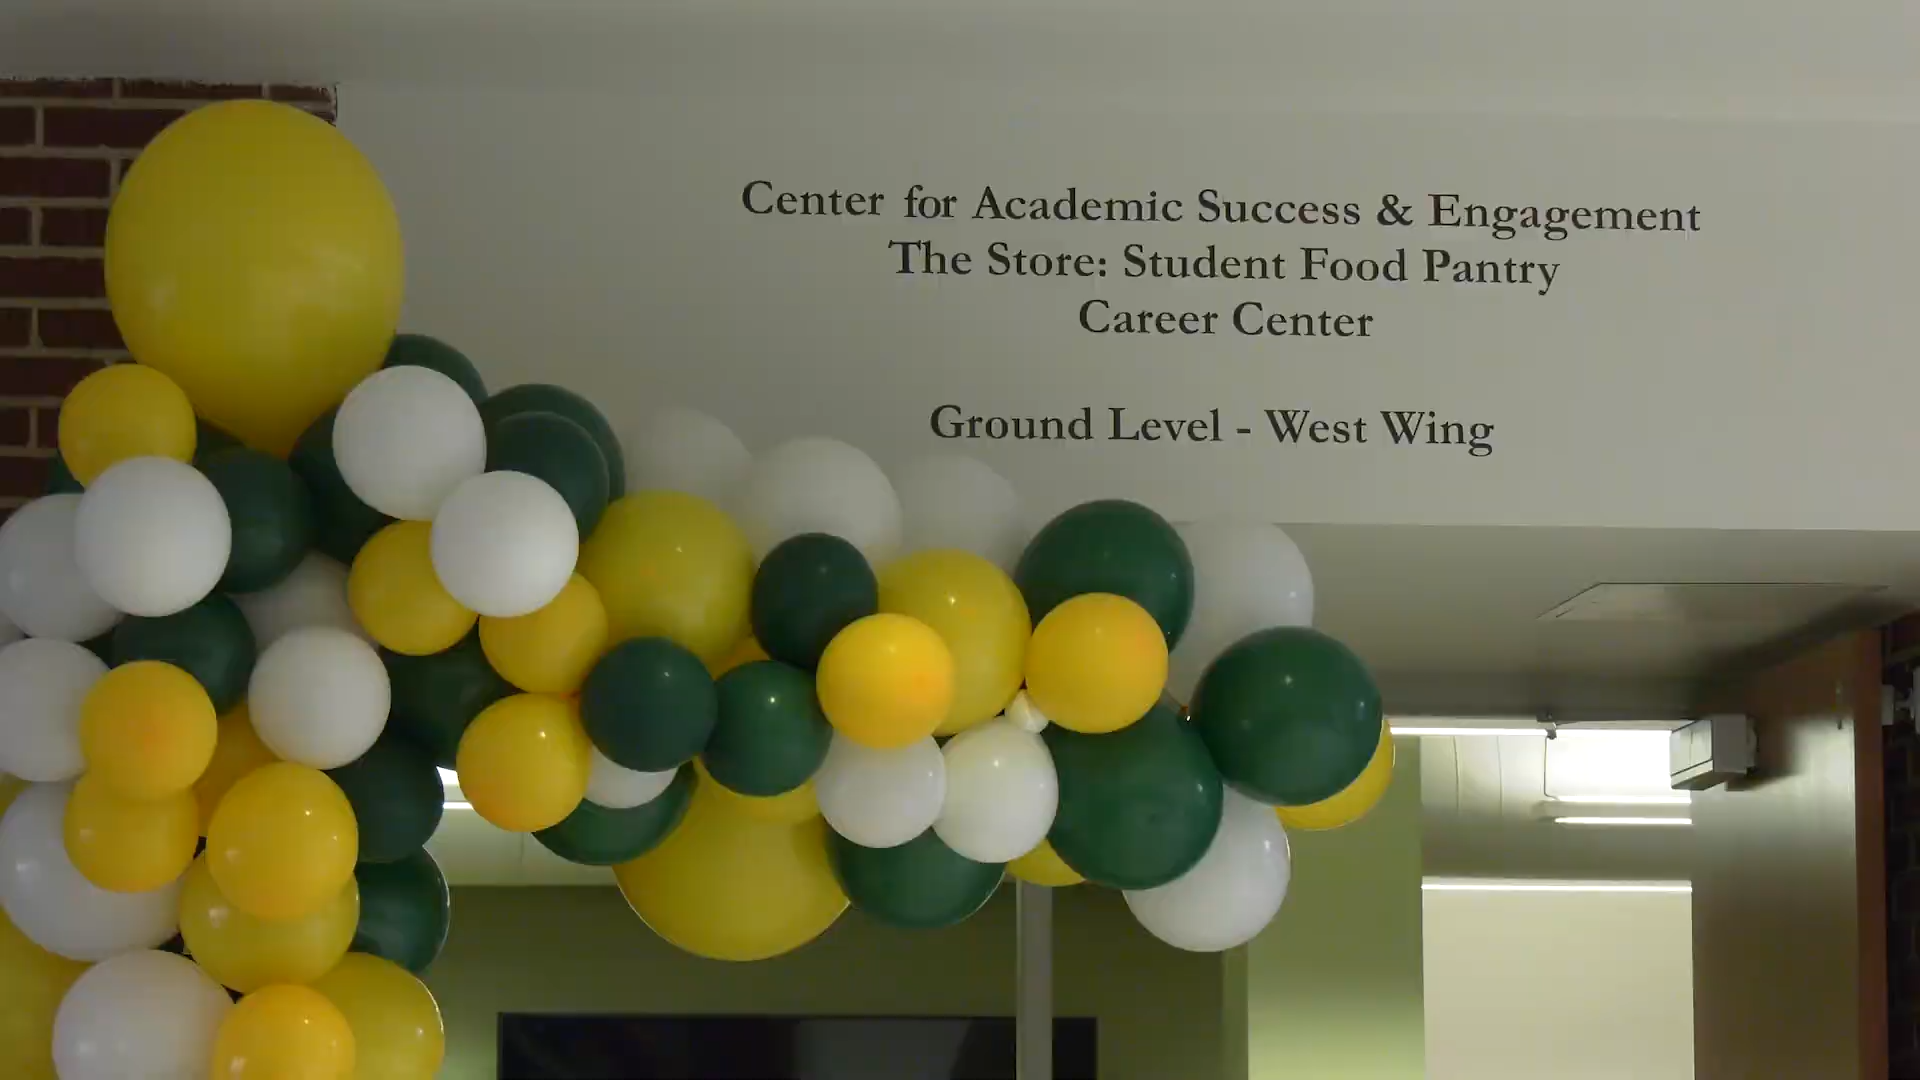 Center for Academic Success & Engagement
The Store: Student Food Pantry
Career Center
Ground Level - West Wing